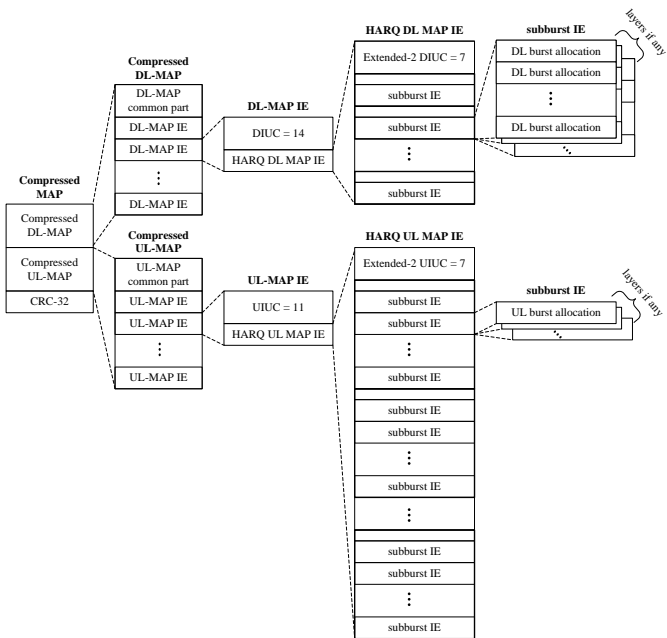 Compressed
MAP
Compressed
DL-MAP
Compressed
UL-MAP
CRC-32
Compressed
DL-MAP
DL-MAP
common part
DL-MAP IE
DL-MAP IE
DL-MAP IE
Compressed
UL-MAP
UL-MAP
common part
UL-MAP IE
UL-MAP IE
UL-MAP IE
DL-MAP IE
DIUC = 14
HARQ DL MAP IE
UL-MAP IE
UIUC = 11
HARQ UL MAP IE
HARQ DL MAP IE
Extended-2 DIUC = 7
subburst IE
subburst IE
subburst IE
HARQ UL MAP IE
Extended-2 UIUC = 7
subburst IE
subburst IE
subburst IE
subburst IE
subburst IE
subburst IE
subburst IE
subburst IE
subburst IE
subburst IE
DL burst allocation
DL burst allocation
DL burst allocation
layers if any
subburst IE
UL burst allocation
layers if any